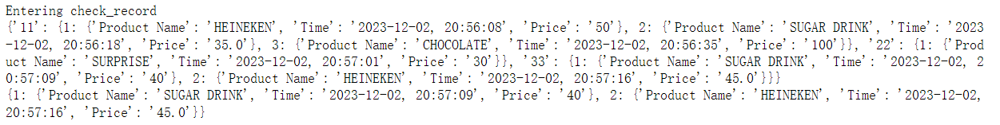 Entering check_record
{'11': {1: {'Product Name': 'HEINEKEN', 'Time': '2023-12-02, 20:56:08', 'Price': '50'}, 2: {'Product Name': 'SUGAR DRINK', 'Time': '2023
-12-02, 20:56:18', 'Price': '35.0'}, 3: {'Product Name': 'CHOCOLATE', 'Time': '2023-12-02, 20:56:35', 'Price': '100'}}, '22': {1: {'Prod
uct Name': 'SURPRISE', 'Time': '2023-12-02, 20:57:01', 'Price': '30'}}, '33': {1: {'Product Name': 'SUGAR DRINK', 'Time': '2023-12-02, 2
0:57:09', 'Price': '40'}, 2: {'Product Name': 'HEINEKEN', 'Time': '2023-12-02, 20:57:16', 'Price': '45.0'}}}
{1: {'Product Name': 'SUGAR DRINK', 'Time': '2023-12-02, 20:57:09', 'Price': '40'}, 2: {'Product Name': 'HEINEKEN', 'Time': '2023-12-02,
20:57:16', 'Price': '45.0'}}